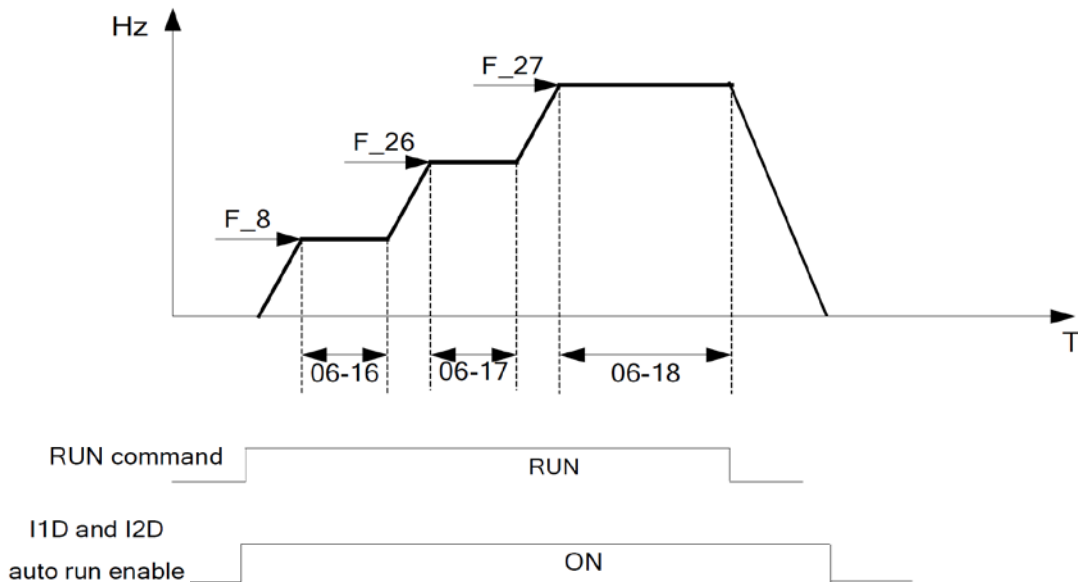 Hz
F_27
F_26
F_8
T
06-16
06-17
06-18
RUN command
RUN
I1D and I2D
auto run enable
ON